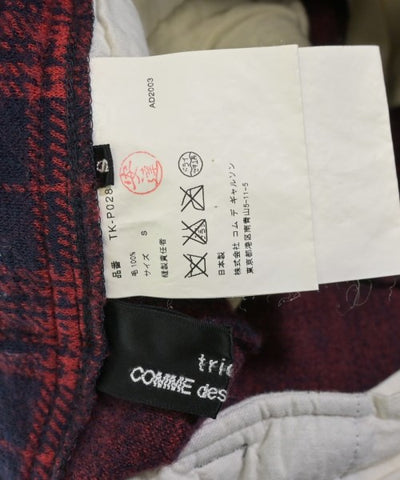 品番 TK-P028
AD2003
毛100%
サイズ S
縫製責任者
日本製
株式会社 コム デ ギャルソン
東京都港区南青山5-11-5
S
COMME des